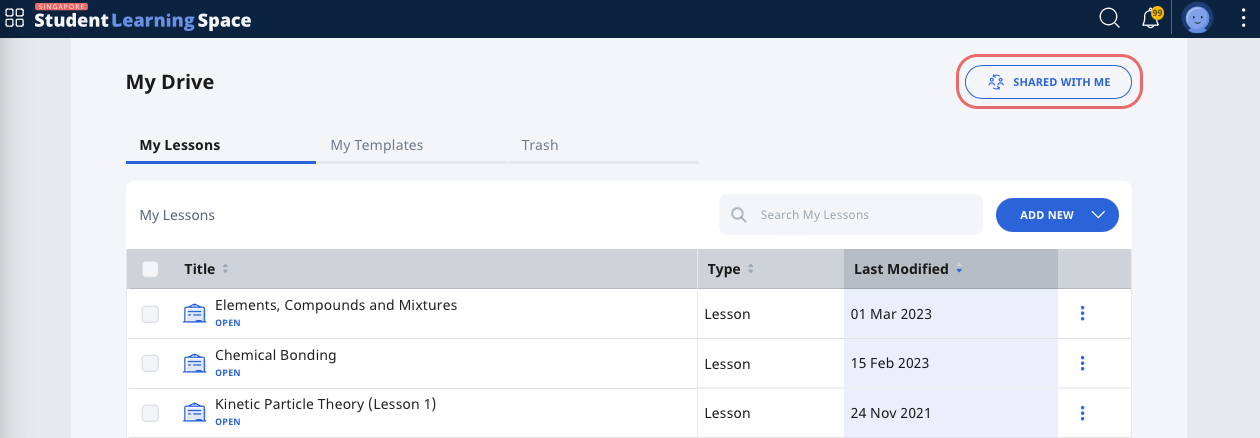 SINGAPORE
Student Learning Space
99
My Drive
SHARED WITH ME
My Lessons
My Templates
Trash
My Lessons
Search My Lessons
ADD NEW
Title
Type
Last Modified
Elements, Compounds and Mixtures
OPEN
Lesson
01 Mar 2023
Chemical Bonding
OPEN
Lesson
15 Feb 2023
Kinetic Particle Theory (Lesson 1)
OPEN
Lesson
24 Nov 2021